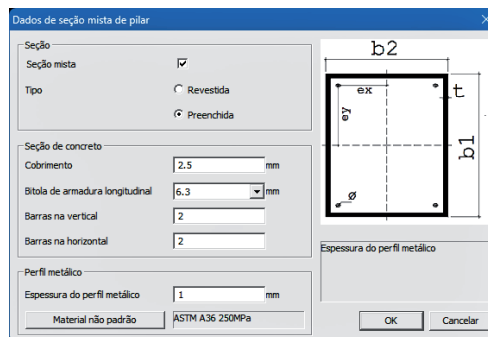 Dados de seção mista de pilar
Seção
Seção mista
Tipo
Revestida
Preenchida
Seção de concreto
Cobrimento 2.5 mm
Bitola de armadura longitudinal 6.3 mm
Barras na vertical 2
Barras na horizontal 2
Perfil metálico
Espessura do perfil metálico 1 mm
Material não padrão ASTM A36 250MPa
b2
ex
t
ey
b1
ø
Espessura do perfil metálico
OK Cancelar